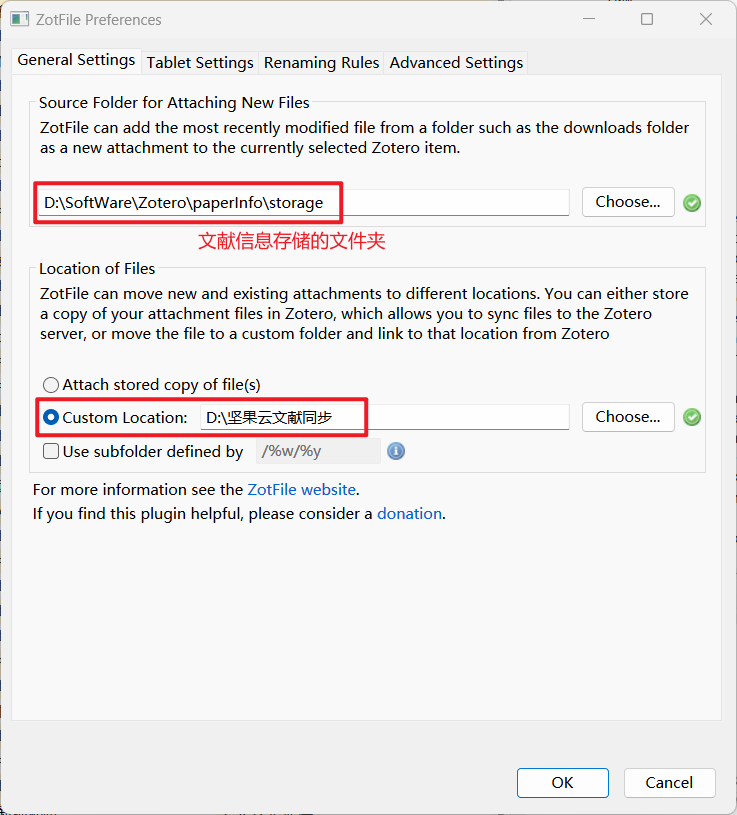 ZotFile Preferences
General Settings Tablet Settings Renaming Rules Advanced Settings
Source Folder for Attaching New Files
ZotFile can add the most recently modified file from a folder such as the downloads folder
as a new attachment to the currently selected Zotero item.
D:\SoftWare\Zotero\paperInfo\storage Choose...
文献信息存储的文件夹
Location of Files
ZotFile can move new and existing attachments to different locations. You can either store
a copy of your attachment files in Zotero, which allows you to sync files to the Zotero
server, or move the file to a custom folder and link to that location from Zotero
Attach stored copy of file(s)
Custom Location: D:\坚果云文献同步 Choose...
Use subfolder defined by /%w/%y
For more information see the ZotFile website.
If you find this plugin helpful, please consider a donation.
OK Cancel